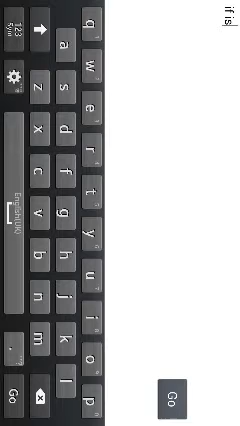 if is
Go
q w e r t y u i o p
a s d f g h j k l
z x c v b n m
123
Sym
English(UK)
.
Go